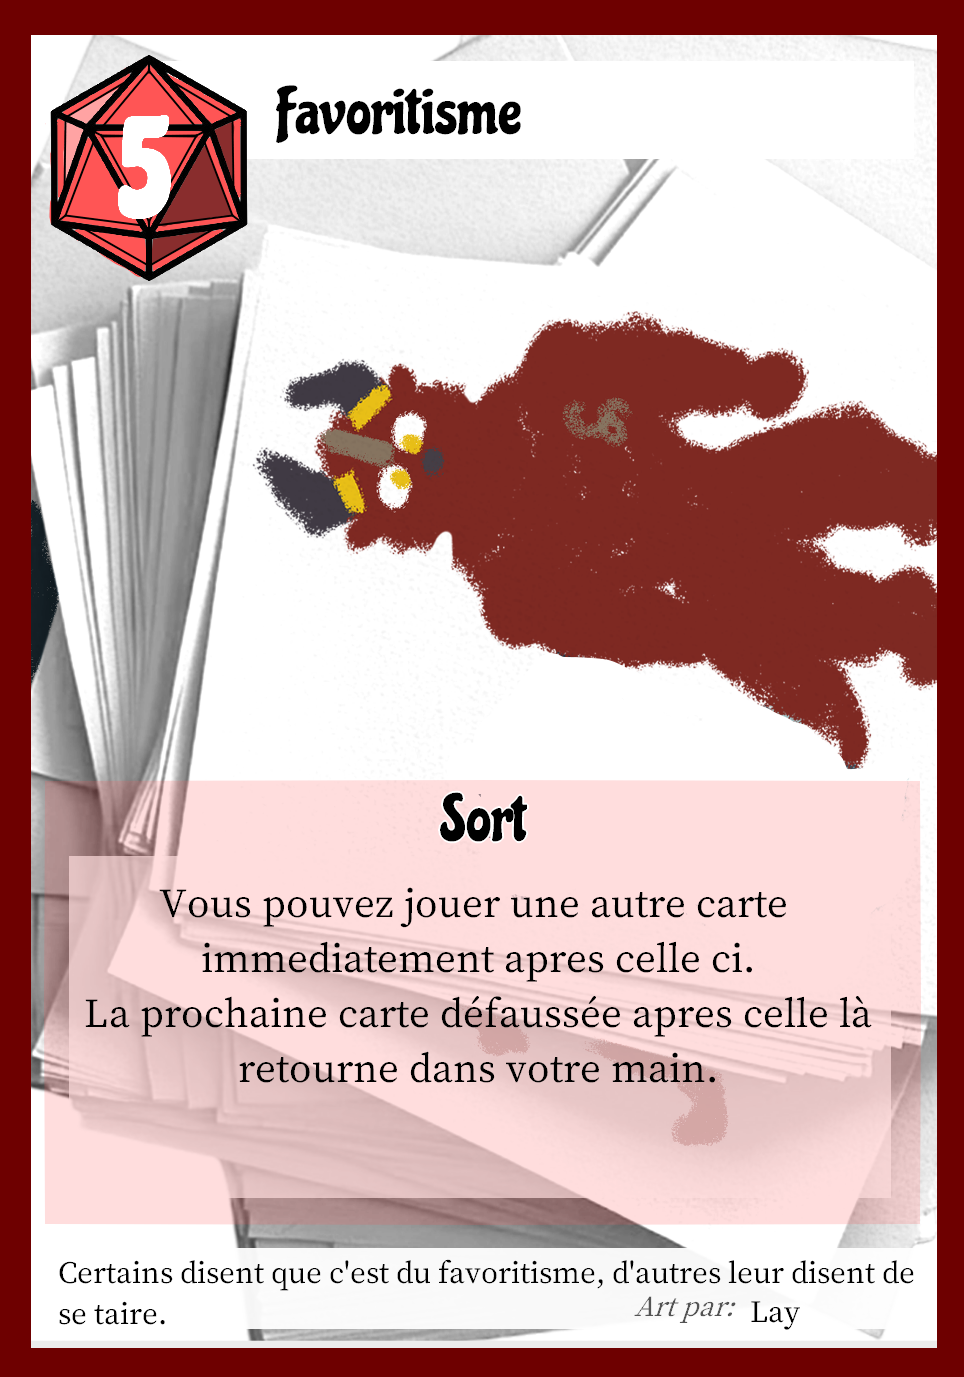 5
Favoritisme
Sort
Vous pouvez jouer une autre carte
immediatement apres celle ci.
La prochaine carte défaussée apres celle là
retourne dans votre main.
Certains disent que c'est du favoritisme, d'autres leur disent de
se taire.
Art par: Lay